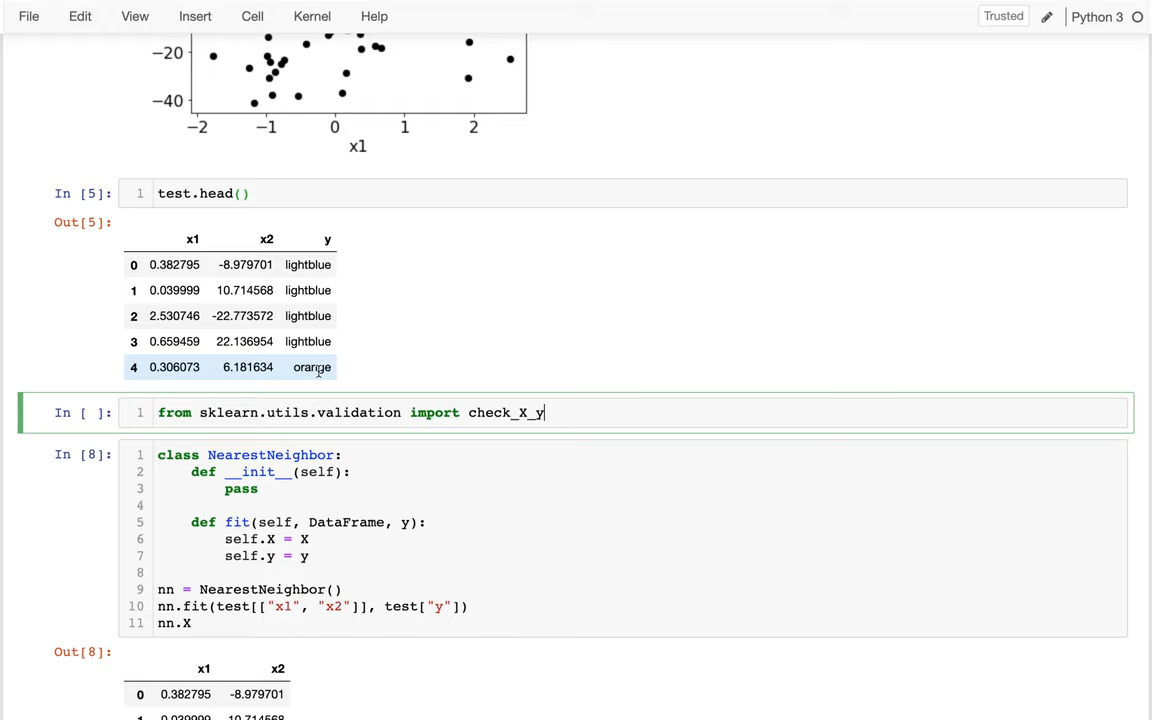 File Edit View Insert Cell Kernel Help Trusted Python 3
−20
−40
−2 −1 0 1 2
x1
In [5]: 1 test.head()
Out[5]:
x1 x2 y
0 0.382795 -8.979701 lightblue
1 0.039999 10.714568 lightblue
2 2.530746 -22.773572 lightblue
3 0.659459 22.136954 lightblue
4 0.306073 6.181634 orange
In [ ]: 1 from sklearn.utils.validation import check_X_y
In [8]: 1 class NearestNeighbor:
2 def __init__(self):
3 pass
4
5 def fit(self, DataFrame, y):
6 self.X = X
7 self.y = y
8
9 nn = NearestNeighbor()
10 nn.fit(test[["x1", "x2"]], test["y"])
11 nn.X
Out[8]:
x1 x2
0 0.382795 -8.979701
1 0.039999 10.714568